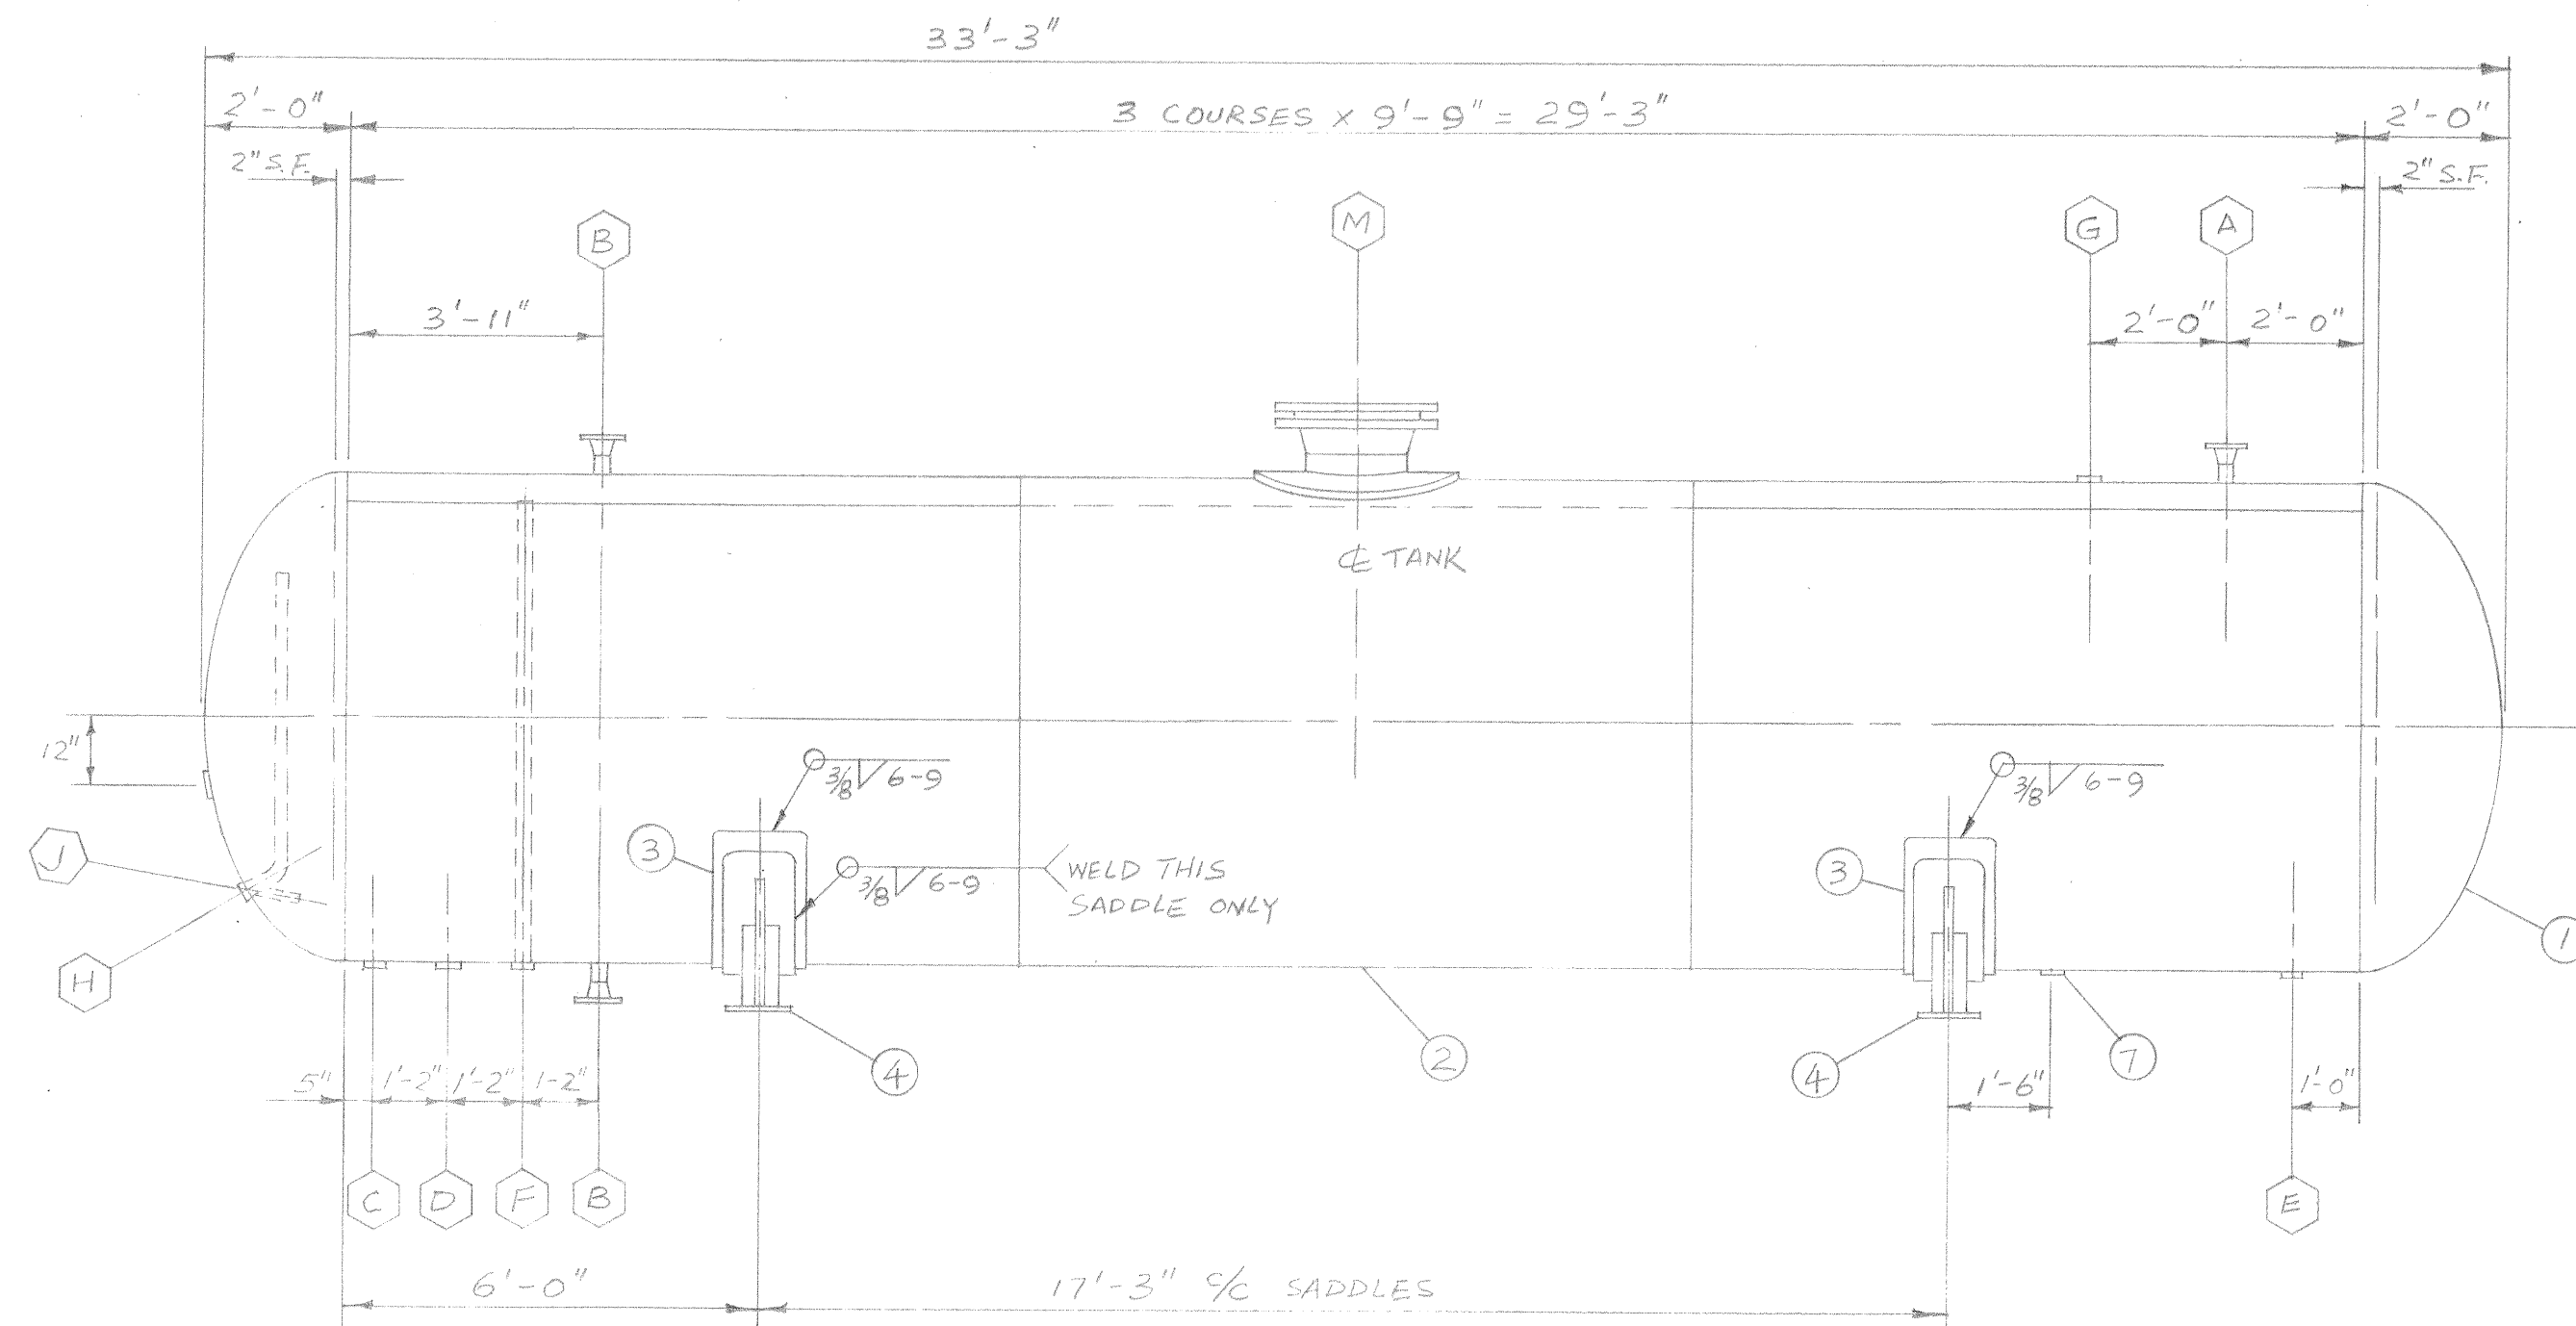 33'-3"
2'-0"
3 COURSES x 9'-9" = 29'-3"
2'-0"
2" S.F.
2" S.F.
B
M
G
A
3'-11"
2'-0"
2'-0"
℄ TANK
12"
3/8 6-9
3/8 6-9
J
3
3/8 6-9
WELD THIS
SADDLE ONLY
3
H
1
4
2
4
7
5"
1'-2"
1'-2"
1-2"
1'-6"
1'-0"
C
D
F
B
E
6'-0"
17'-3" c/c SADDLES